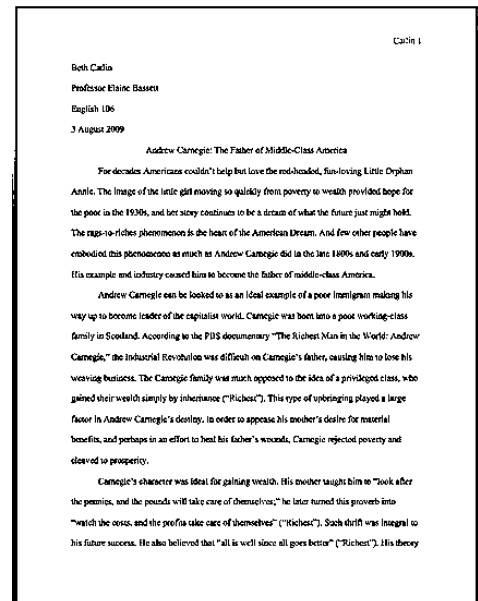 Carlin 1
Beth Carlin
Professor Elaine Bassett
English 106
3 August 2009
Andrew Carnegie: The Father of Middle-Class America
For decades Americans couldn't help but love the red-headed, fun-loving Little Orphan
Annie. The image of the little girl moving so quickly from poverty to wealth provided hope for
the poor in the 1930s, and her story continues to be a dream of what the future just might hold.
The rags-to-riches phenomenon is the heart of the American Dream. And few other people have
embodied this phenomenon as much as Andrew Carnegie did in the late 1800s and early 1900s.
His example and industry caused him to become the father of middle-class America.
Andrew Carnegie can be looked to as an ideal example of a poor immigrant making his
way up to become leader of the capitalist world. Carnegie was born into a poor working-class
family in Scotland. According to the PBS documentary "The Richest Man in the World: Andrew
Carnegie," the Industrial Revolution was difficult on Carnegie's father, causing him to lose his
weaving business. The Carnegie family was much opposed to the idea of a privileged class, who
gained their wealth simply by inheritance ("Richest"). This type of upbringing played a large
factor in Andrew Carnegie's destiny. In order to appease his mother's desire for material
benefits, and perhaps in an effort to heal his father's wounds, Carnegie rejected poverty and
cleaved to prosperity.
Carnegie's character was ideal for gaining wealth. His mother taught him to "look after
the pennies, and the pounds will take care of themselves;" he later turned this proverb into
"watch the costs, and the profits take care of themselves" ("Richest"). Such thrift was integral to
his future success. He also believed that "all is well since all goes better" ("Richest"). His theory